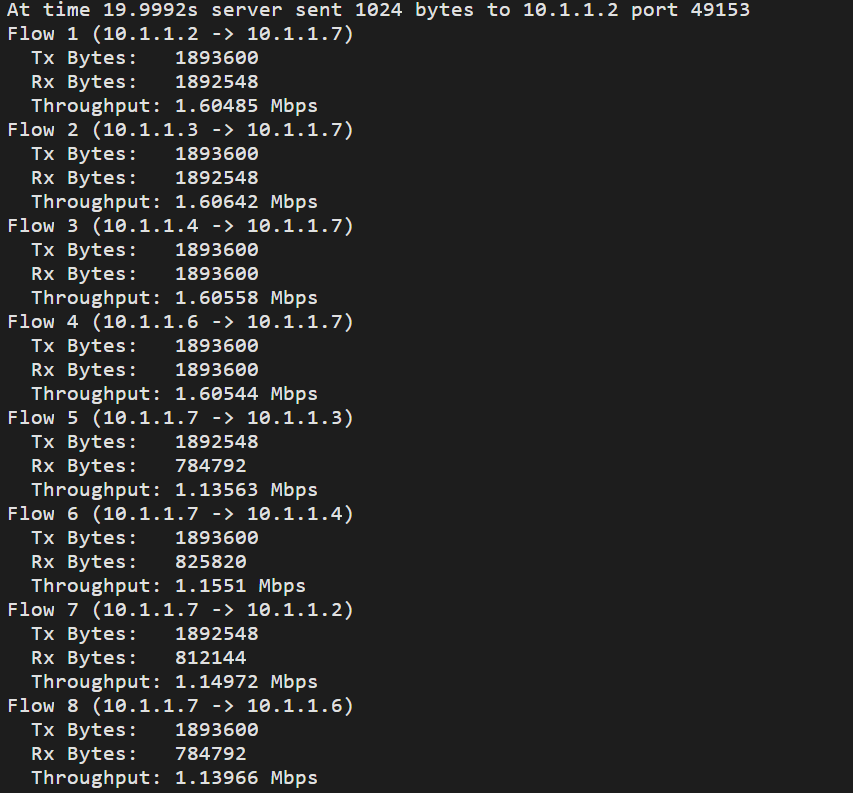 At time 19.9992s server sent 1024 bytes to 10.1.1.2 port 49153
Flow 1 (10.1.1.2 -> 10.1.1.7)
  Tx Bytes:   1893600
  Rx Bytes:   1892548
  Throughput: 1.60485 Mbps
Flow 2 (10.1.1.3 -> 10.1.1.7)
  Tx Bytes:   1893600
  Rx Bytes:   1892548
  Throughput: 1.60642 Mbps
Flow 3 (10.1.1.4 -> 10.1.1.7)
  Tx Bytes:   1893600
  Rx Bytes:   1893600
  Throughput: 1.60558 Mbps
Flow 4 (10.1.1.6 -> 10.1.1.7)
  Tx Bytes:   1893600
  Rx Bytes:   1893600
  Throughput: 1.60544 Mbps
Flow 5 (10.1.1.7 -> 10.1.1.3)
  Tx Bytes:   1892548
  Rx Bytes:   784792
  Throughput: 1.13563 Mbps
Flow 6 (10.1.1.7 -> 10.1.1.4)
  Tx Bytes:   1893600
  Rx Bytes:   825820
  Throughput: 1.1551 Mbps
Flow 7 (10.1.1.7 -> 10.1.1.2)
  Tx Bytes:   1892548
  Rx Bytes:   812144
  Throughput: 1.14972 Mbps
Flow 8 (10.1.1.7 -> 10.1.1.6)
  Tx Bytes:   1893600
  Rx Bytes:   784792
  Throughput: 1.13966 Mbps